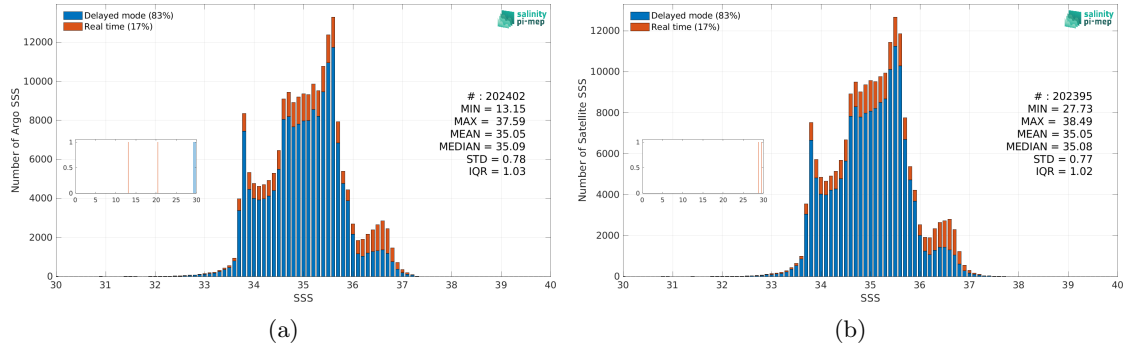 Delayed mode (83%)
Real time (17%)
salinity
pi-mep
Number of Argo SSS
12000
10000
8000
6000
4000
2000
0
# : 202402
MIN = 13.15
MAX = 37.59
MEAN = 35.05
MEDIAN = 35.09
STD = 0.78
IQR = 1.03
1
0.5
0
0 5 10 15 20 25 30
30 31 32 33 34 35 36 37 38 39 40
SSS
(a)
Delayed mode (83%)
Real time (17%)
salinity
pi-mep
Number of Satellite SSS
12000
10000
8000
6000
4000
2000
0
# : 202395
MIN = 27.73
MAX = 38.49
MEAN = 35.05
MEDIAN = 35.08
STD = 0.77
IQR = 1.02
1
0.5
0
0 5 10 15 20 25 30
30 31 32 33 34 35 36 37 38 39 40
SSS
(b)